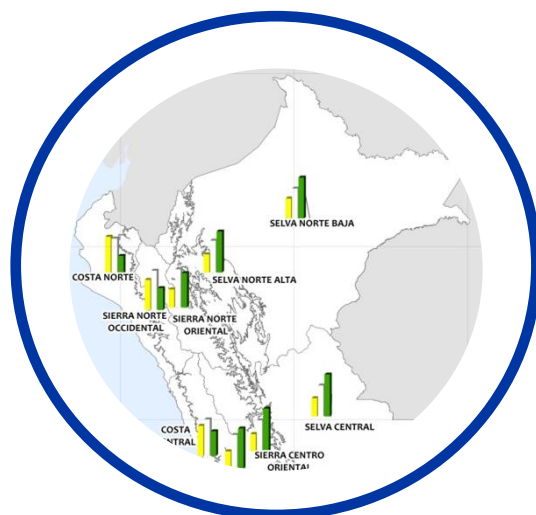 SELVA NORTE BAJA
COSTA NORTE
SELVA NORTE ALTA
SIERRA NORTE
OCCIDENTAL
SIERRA NORTE
ORIENTAL
SELVA CENTRAL
COSTA
NTRAL
SIERRA CENTRO
ORIENTAL